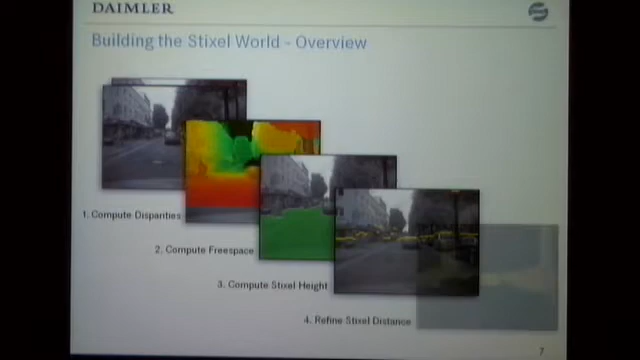 DAIMLER
Building the Stixel World - Overview
1. Compute Disparities
2. Compute Freespace
3. Compute Stixel Height
4. Refine Stixel Distance
7